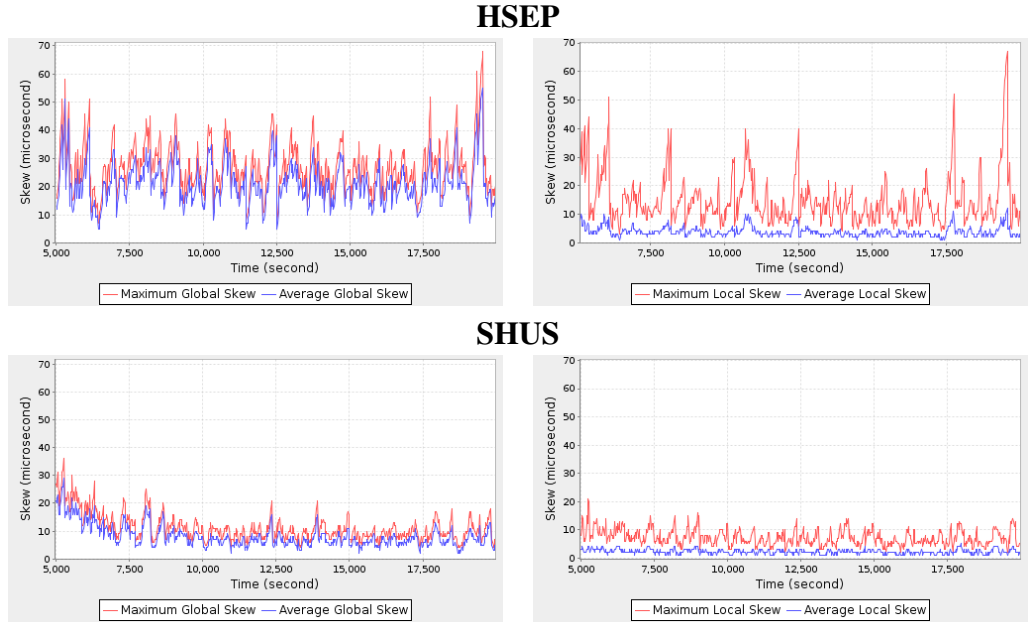 HSEP
Skew (microsecond)
70
60
50
40
30
20
10
0
5,000 7,500 10,000 12,500 15,000 17,500
Time (second)
Maximum Global Skew Average Global Skew
Skew (microsecond)
70
60
50
40
30
20
10
0
7,500 10,000 12,500 15,000 17,500
Time (second)
Maximum Local Skew Average Local Skew
SHUS
Skew (microsecond)
70
60
50
40
30
20
10
0
5,000 7,500 10,000 12,500 15,000 17,500
Time (second)
Maximum Global Skew Average Global Skew
Skew (microsecond)
70
60
50
40
30
20
10
0
5,000 7,500 10,000 12,500 15,000 17,500
Time (second)
Maximum Local Skew Average Local Skew